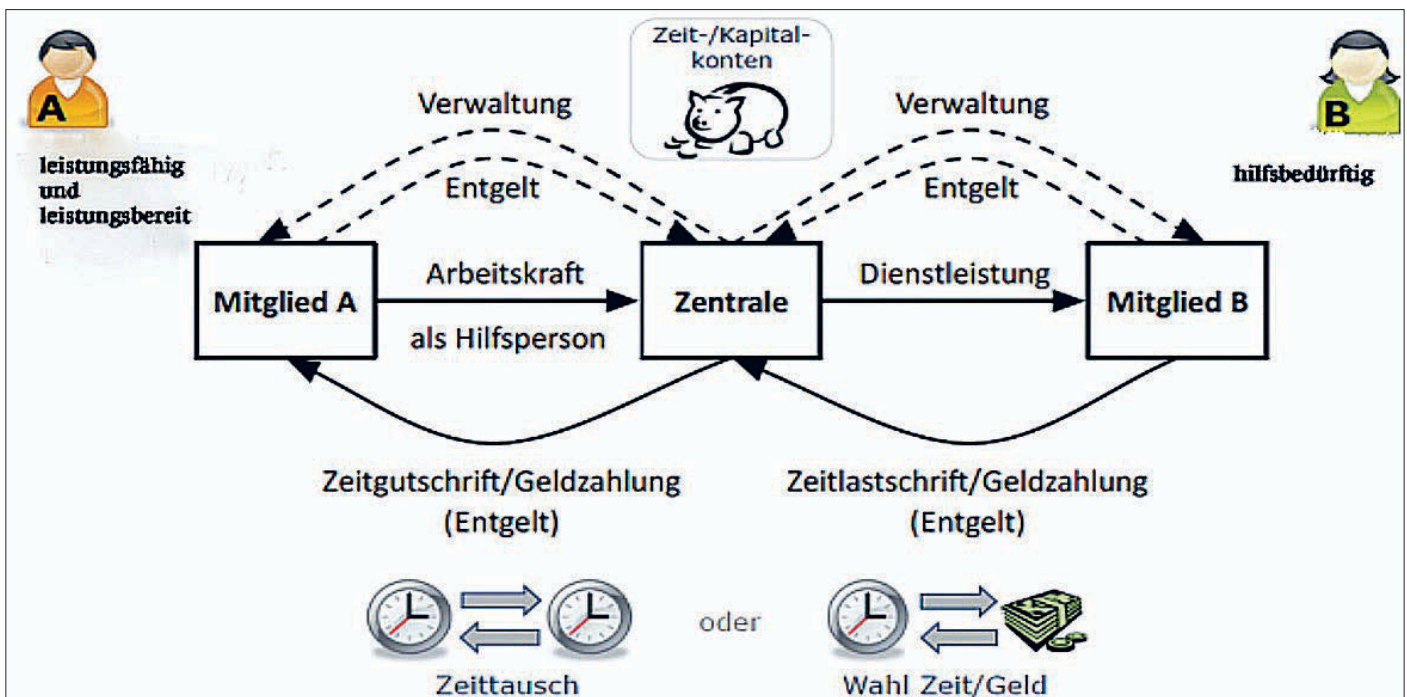 Zeit-/Kapital-
konten
A
B
leistungsfähig
und
leistungsbereit
hilfsbedürftig
Verwaltung
Verwaltung
Entgelt
Entgelt
Mitglied A
Arbeitskraft
als Hilfsperson
Zentrale
Dienstleistung
Mitglied B
Zeitgutschrift/Geldzahlung
(Entgelt)
Zeitlastschrift/Geldzahlung
(Entgelt)
oder
Zeittausch
Wahl Zeit/Geld